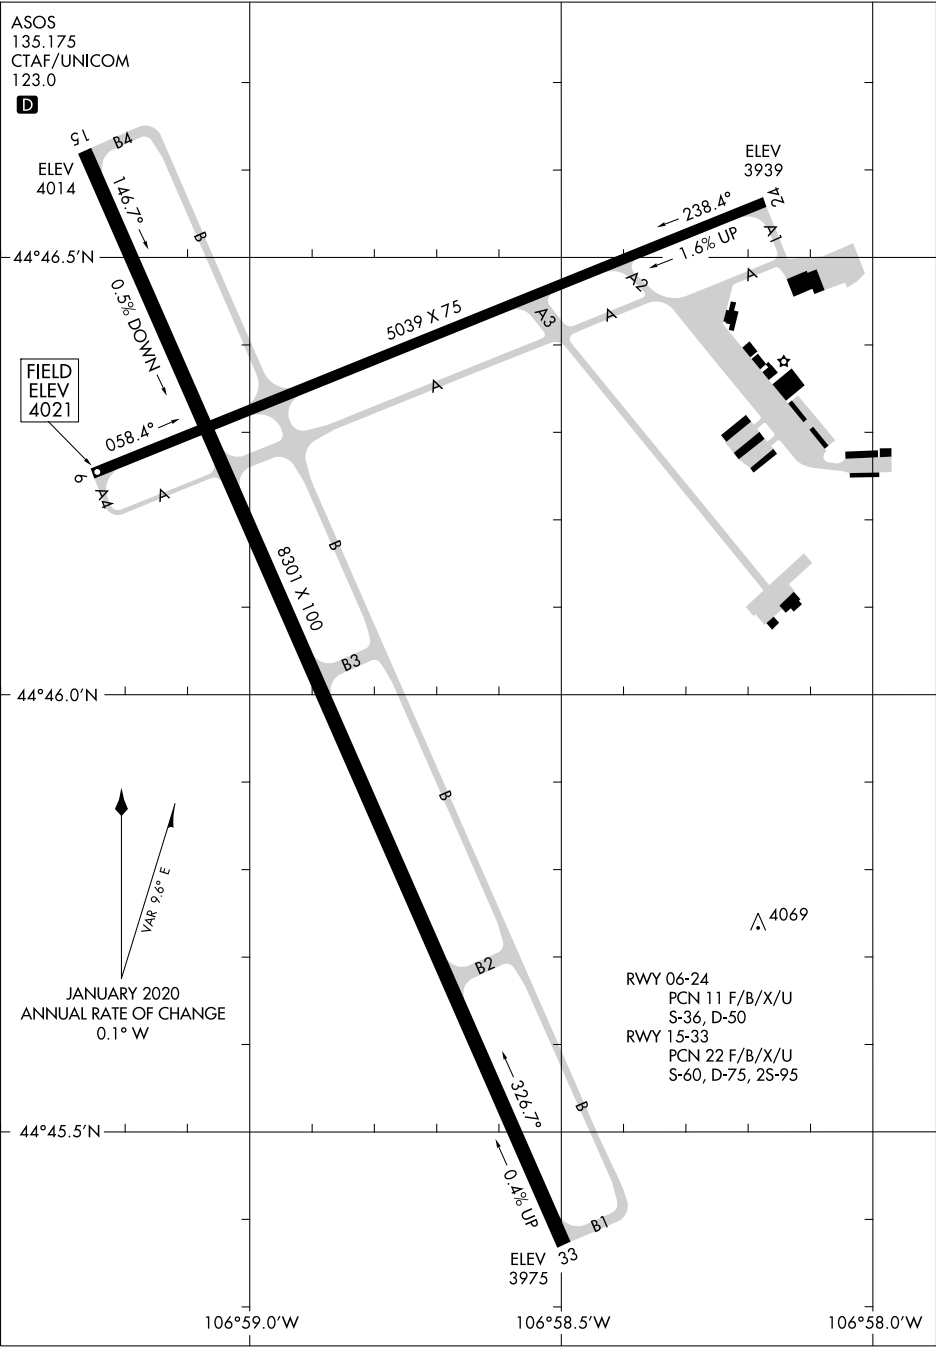 ASOS
135.175
CTAF/UNICOM
123.0
D
15
B4
ELEV
4014
146.7°
B
ELEV
3939
24
238.4°
1.6% UP
A1
44°46.5'N
A2
A
A
A3
0.5% DOWN
5039 X 75
A
FIELD
ELEV
4021
058.4°
6
A4
A
8301 X 100
B
B3
44°46.0'N
B
VAR 9.6° E
JANUARY 2020
ANNUAL RATE OF CHANGE
0.1° W
4069
B2
RWY 06-24
PCN 11 F/B/X/U
S-36, D-50
RWY 15-33
PCN 22 F/B/X/U
S-60, D-75, 2S-95
326.7°
B
44°45.5'N
0.4% UP
B1
33
ELEV
3975
106°59.0'W
106°58.5'W
106°58.0'W